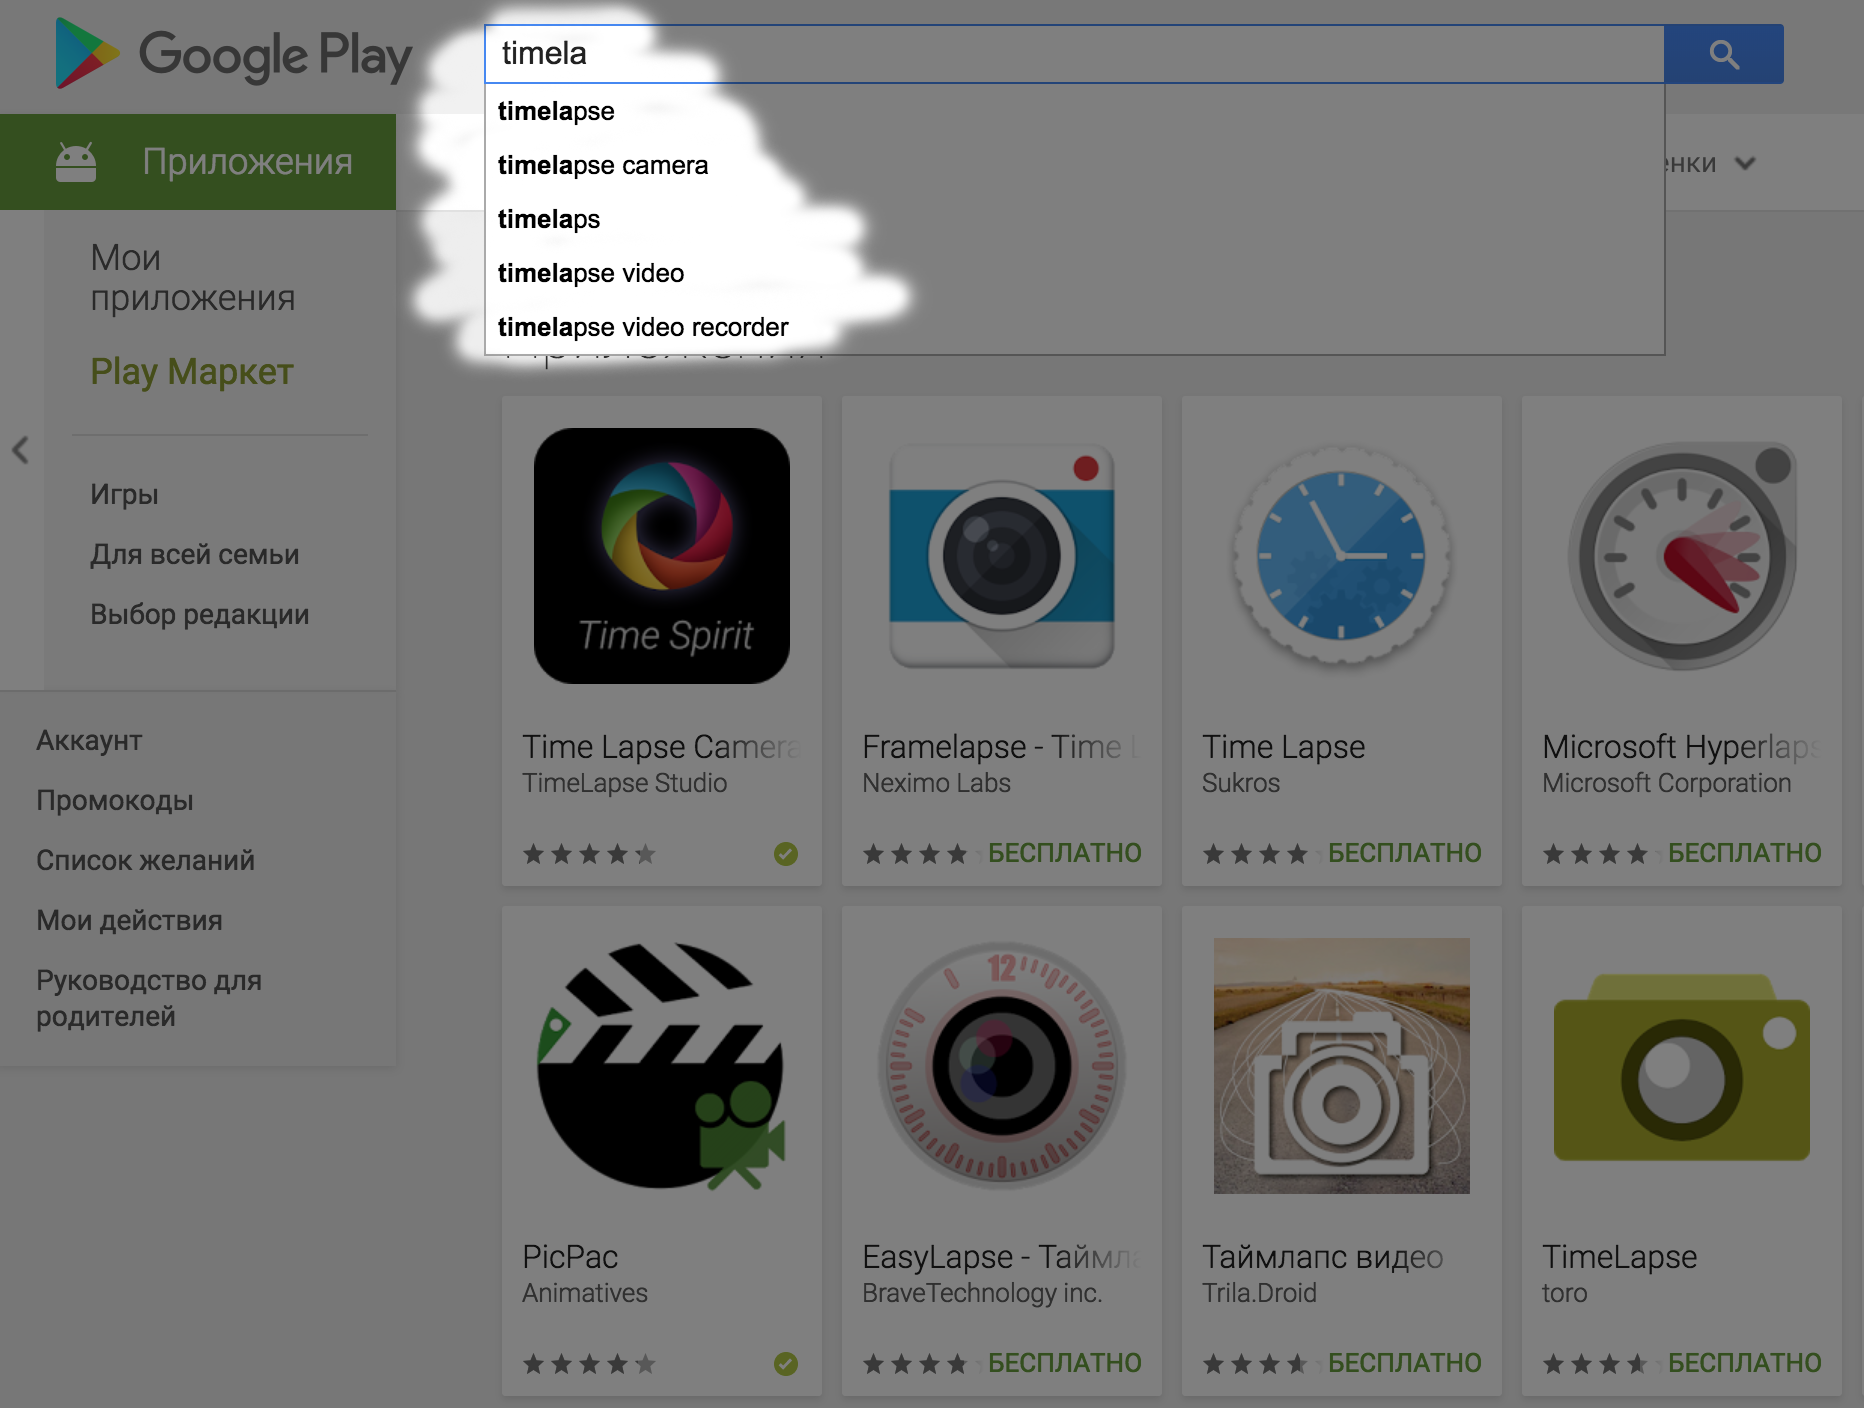 Google Play
timela
timelapse
timelapse camera
timelaps
timelapse video
timelapse video recorder
Приложения
Мои
приложения
Play Маркет
Игры
Для всей семьи
Выбор редакции
Аккаунт
Промокоды
Список желаний
Мои действия
Руководство для
родителей
Time Spirit
Time Lapse Camera
TimeLapse Studio
Framelapse - Time
Neximo Labs
БЕСПЛАТНО
Time Lapse
Sukros
БЕСПЛАТНО
Microsoft Hyperlaps
Microsoft Corporation
БЕСПЛАТНО
PicPac
Animatives
12
EasyLapse - Таймла
BraveTechnology inc.
БЕСПЛАТНО
Таймлапс видео
Trila.Droid
БЕСПЛАТНО
TimeLapse
toro
БЕСПЛАТНО